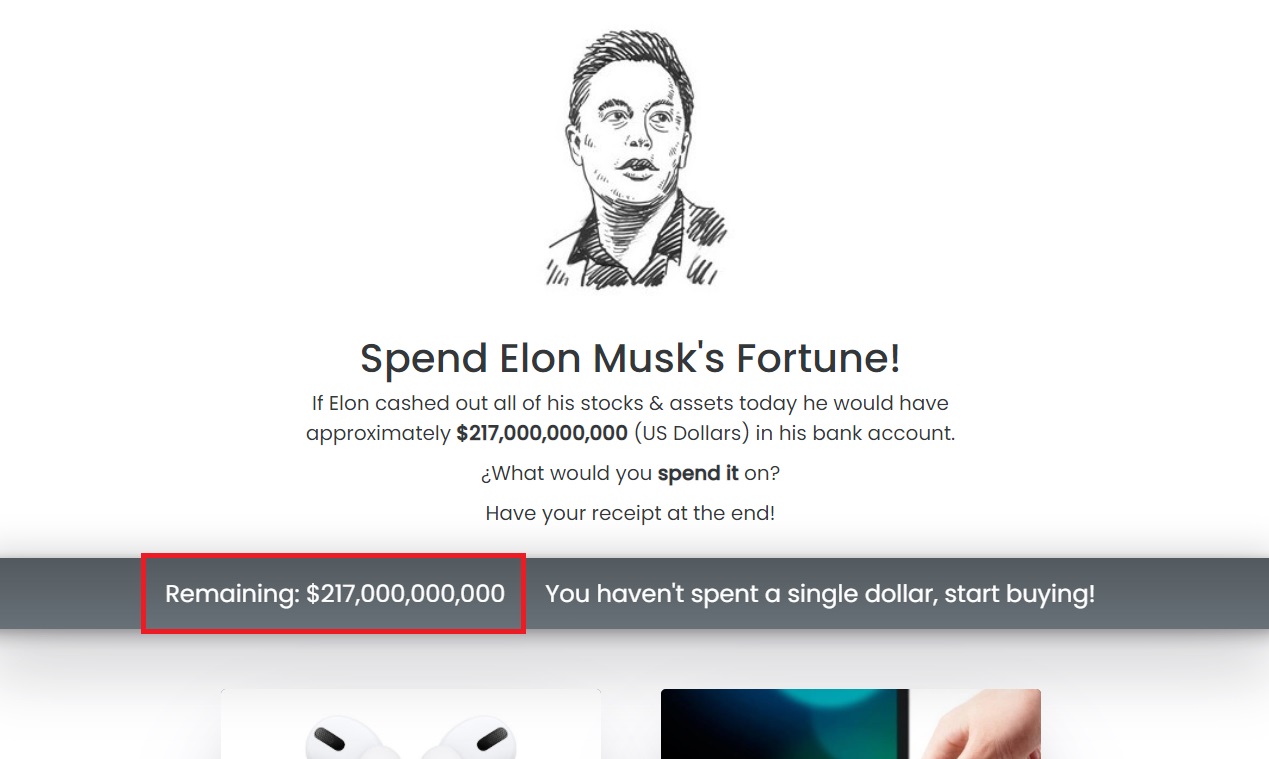 Spend Elon Musk's Fortune!
If Elon cashed out all of his stocks & assets today he would have
approximately $217,000,000,000 (US Dollars) in his bank account.
¿What would you spend it on?
Have your receipt at the end!
Remaining: $217,000,000,000 You haven't spent a single dollar, start buying!